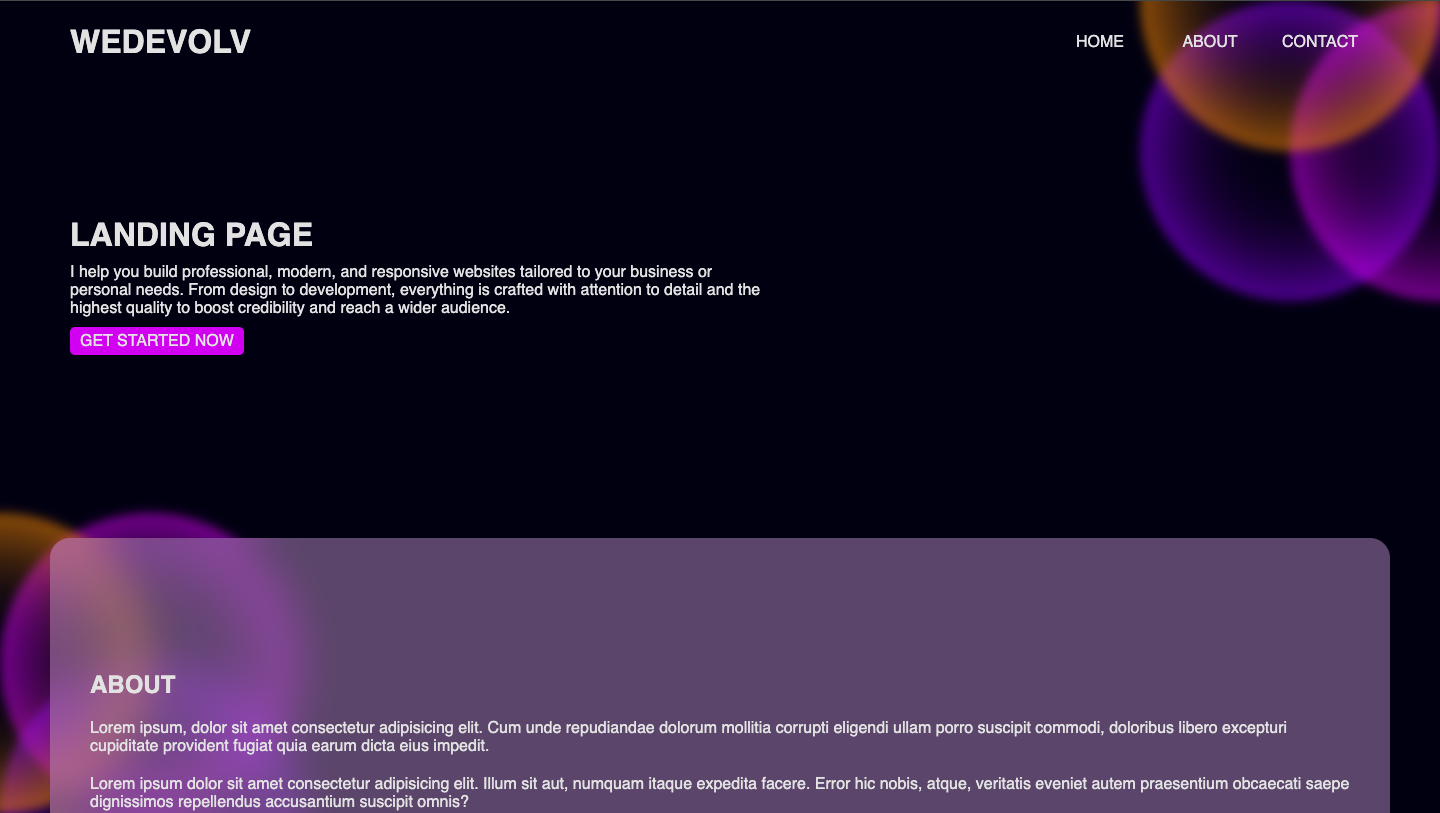 WEDEVOLV
HOME ABOUT CONTACT
LANDING PAGE
I help you build professional, modern, and responsive websites tailored to your business or
personal needs. From design to development, everything is crafted with attention to detail and the
highest quality to boost credibility and reach a wider audience.
GET STARTED NOW
ABOUT
Lorem ipsum, dolor sit amet consectetur adipisicing elit. Cum unde repudiandae dolorum mollitia corrupti eligendi ullam porro suscipit commodi, doloribus libero excepturi
cupiditate provident fugiat quia earum dicta eius impedit.
Lorem ipsum dolor sit amet consectetur adipisicing elit. Illum sit aut, numquam itaque expedita facere. Error hic nobis, atque, veritatis eveniet autem praesentium obcaecati saepe
dignissimos repellendus accusantium suscipit omnis?